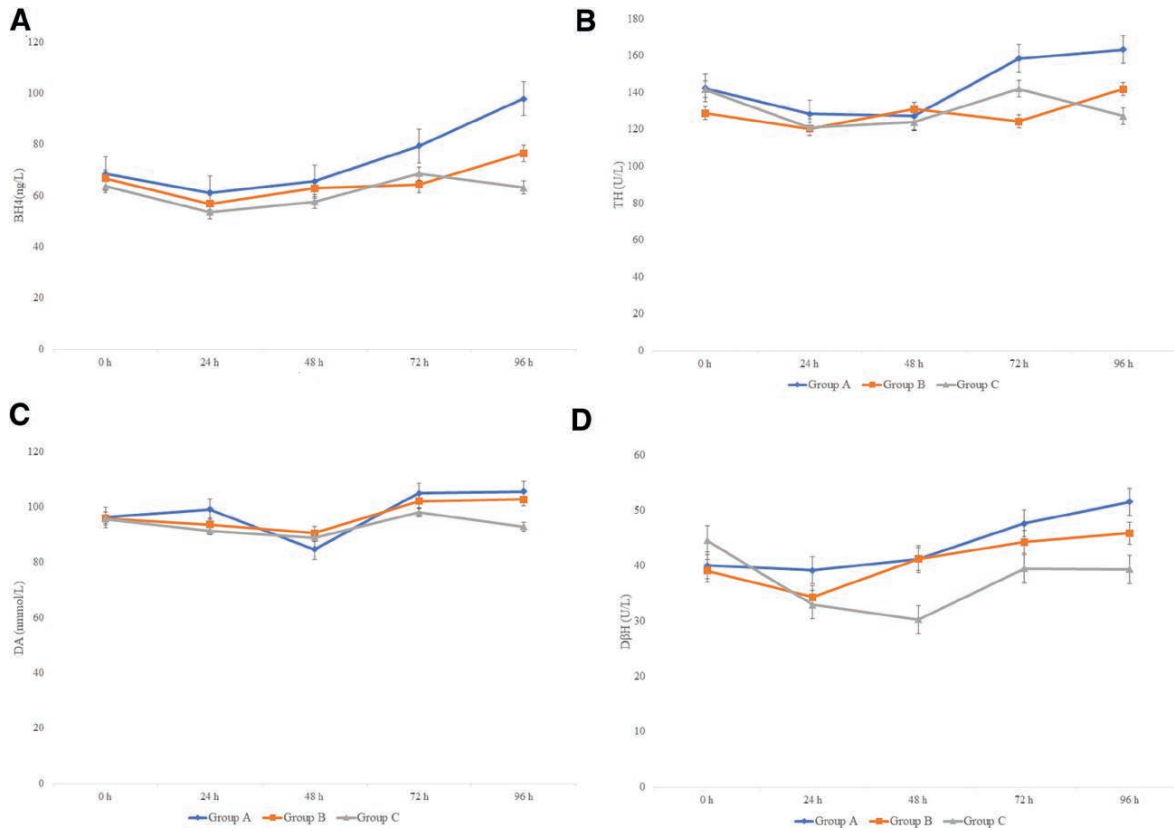 A
120
100
80
60
40
20
0
BH4(ng/L)
0 h 24 h 48 h 72 h 96 h
B
180
160
140
120
100
80
60
40
20
0
TH (U/L)
0 h 24 h 48 h 72 h 96 h
Group A Group B Group C
C
120
100
80
60
40
20
0
DA (nmmol/L)
0 h 24 h 48 h 72 h 96 h
Group A Group B Group C
D
60
50
40
30
20
10
0
DβH (U/L)
0 h 24 h 48 h 72 h 96 h
Group A Group B Group C